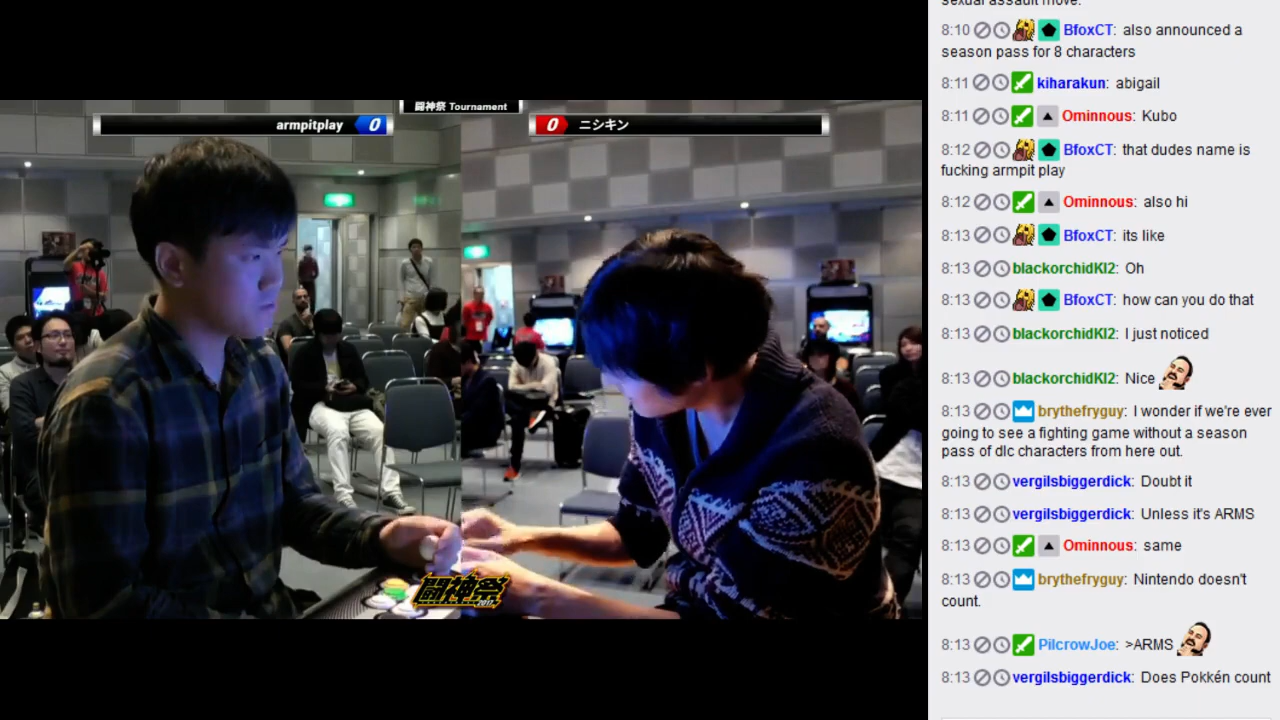 闘神祭 Tournament
armpitplay 0
0 ニシキン
闘神祭
2017
sexual assault move.
8:10 BfoxCT: also announced a
season pass for 8 characters
8:11 kiharakun: abigail
8:11 Ominnous: Kubo
8:12 BfoxCT: that dudes name is
fucking armpit play
8:12 Ominnous: also hi
8:13 BfoxCT: its like
8:13 blackorchidKI2: Oh
8:13 BfoxCT: how can you do that
8:13 blackorchidKI2: I just noticed
8:13 blackorchidKI2: Nice
8:13 brythefryguy: I wonder if we're ever
going to see a fighting game without a season
pass of dlc characters from here out.
8:13 vergilsbiggerdick: Doubt it
8:13 vergilsbiggerdick: Unless it's ARMS
8:13 Ominnous: same
8:13 brythefryguy: Nintendo doesn't
count.
8:13 PilcrowJoe: >ARMS
8:13 vergilsbiggerdick: Does Pokkén count